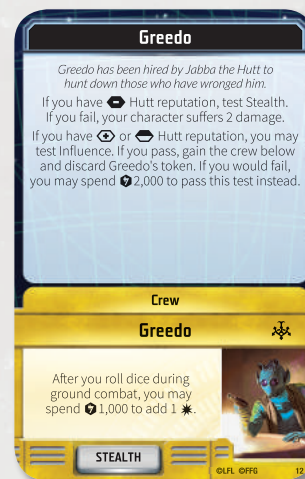 Greedo
Greedo has been hired by Jabba the Hutt to
hunt down those who have wronged him.
If you have Hutt reputation, test Stealth.
If you fail, your character suffers 2 damage.
If you have or Hutt reputation, you may
test Influence. If you pass, gain the crew below
and discard Greedo's token. If you would fail,
you may spend 2,000 to pass this test instead.
Crew
Greedo
After you roll dice during
ground combat, you may
spend 1,000 to add 1 .
STEALTH
©LFL ©FFG 12